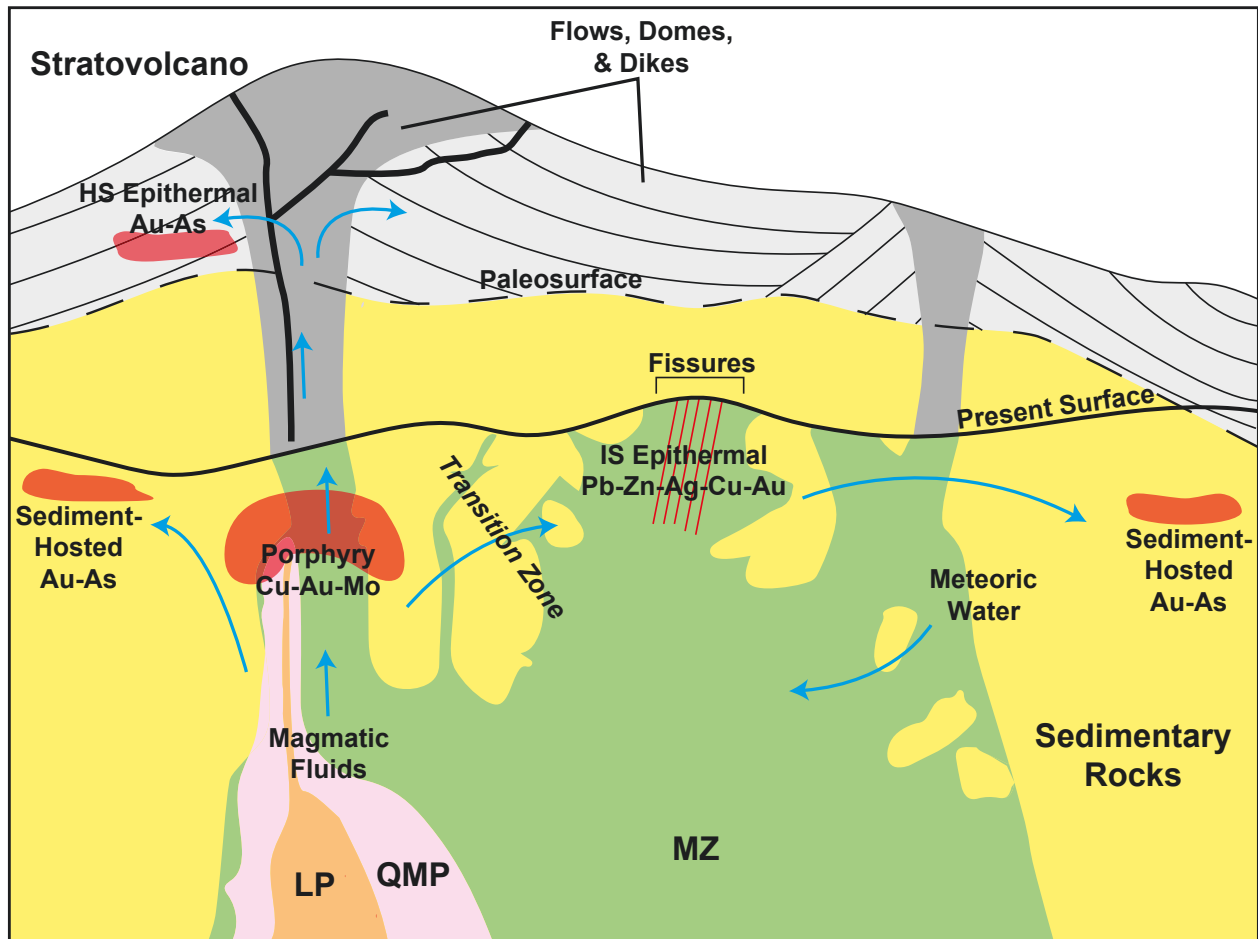 Flows, Domes,
& Dikes
Stratovolcano
HS Epithermal
Au-As
Paleosurface
Fissures
Present Surface
IS Epithermal
Pb-Zn-Ag-Cu-Au
Transition Zone
Sediment-
Hosted
Au-As
Porphyry
Cu-Au-Mo
Sediment-
Hosted
Au-As
Meteoric
Water
Magmatic
Fluids
Sedimentary
Rocks
MZ
QMP
LP